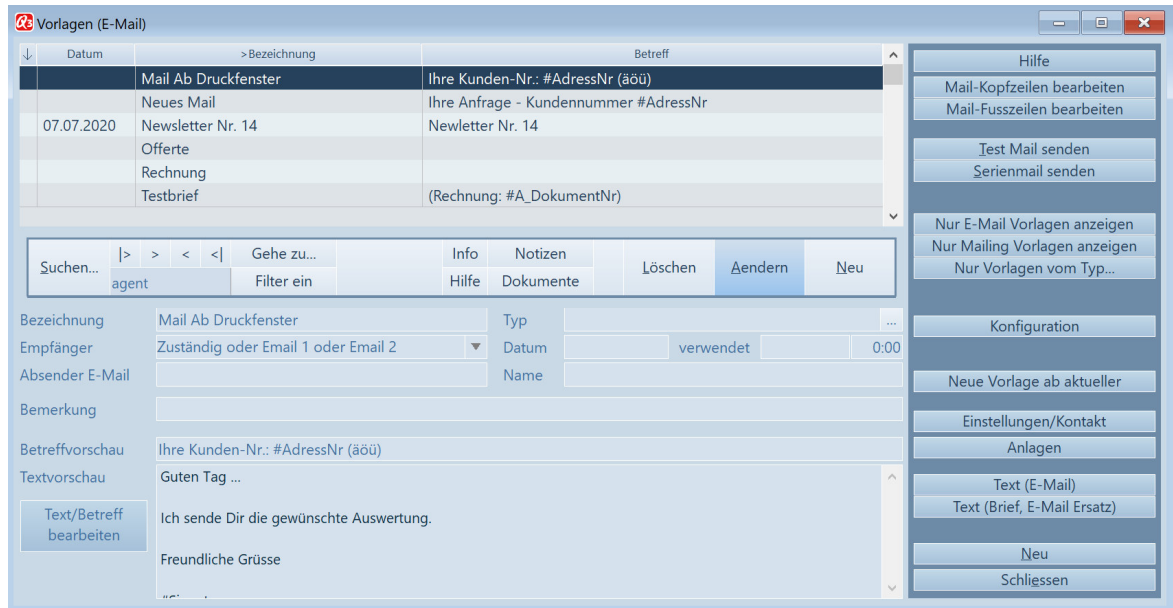 Vorlagen (E-Mail)
Datum >Bezeichnung Betreff
Mail Ab Druckfenster Ihre Kunden-Nr.: #AdressNr (äöü)
Neues Mail Ihre Anfrage - Kundennummer #AdressNr
07.07.2020 Newsletter Nr. 14 Newletter Nr. 14
Offerte
Rechnung
Testbrief (Rechnung: #A_DokumentNr)
Suchen... |> > < <| Gehe zu... Info Notizen Löschen Aendern Neu
agent Filter ein Hilfe Dokumente
Bezeichnung Mail Ab Druckfenster Typ ...
Empfänger Zuständig oder Email 1 oder Email 2 Datum verwendet 0:00
Absender E-Mail Name
Bemerkung
Betreffvorschau Ihre Kunden-Nr.: #AdressNr (äöü)
Textvorschau Guten Tag ...
Text/Betreff
bearbeiten
Ich sende Dir die gewünschte Auswertung.
Freundliche Grüsse
Hilfe
Mail-Kopfzeilen bearbeiten
Mail-Fusszeilen bearbeiten
Test Mail senden
Serienmail senden
Nur E-Mail Vorlagen anzeigen
Nur Mailing Vorlagen anzeigen
Nur Vorlagen vom Typ...
Konfiguration
Neue Vorlage ab aktueller
Einstellungen/Kontakt
Anlagen
Text (E-Mail)
Text (Brief, E-Mail Ersatz)
Neu
Schliessen